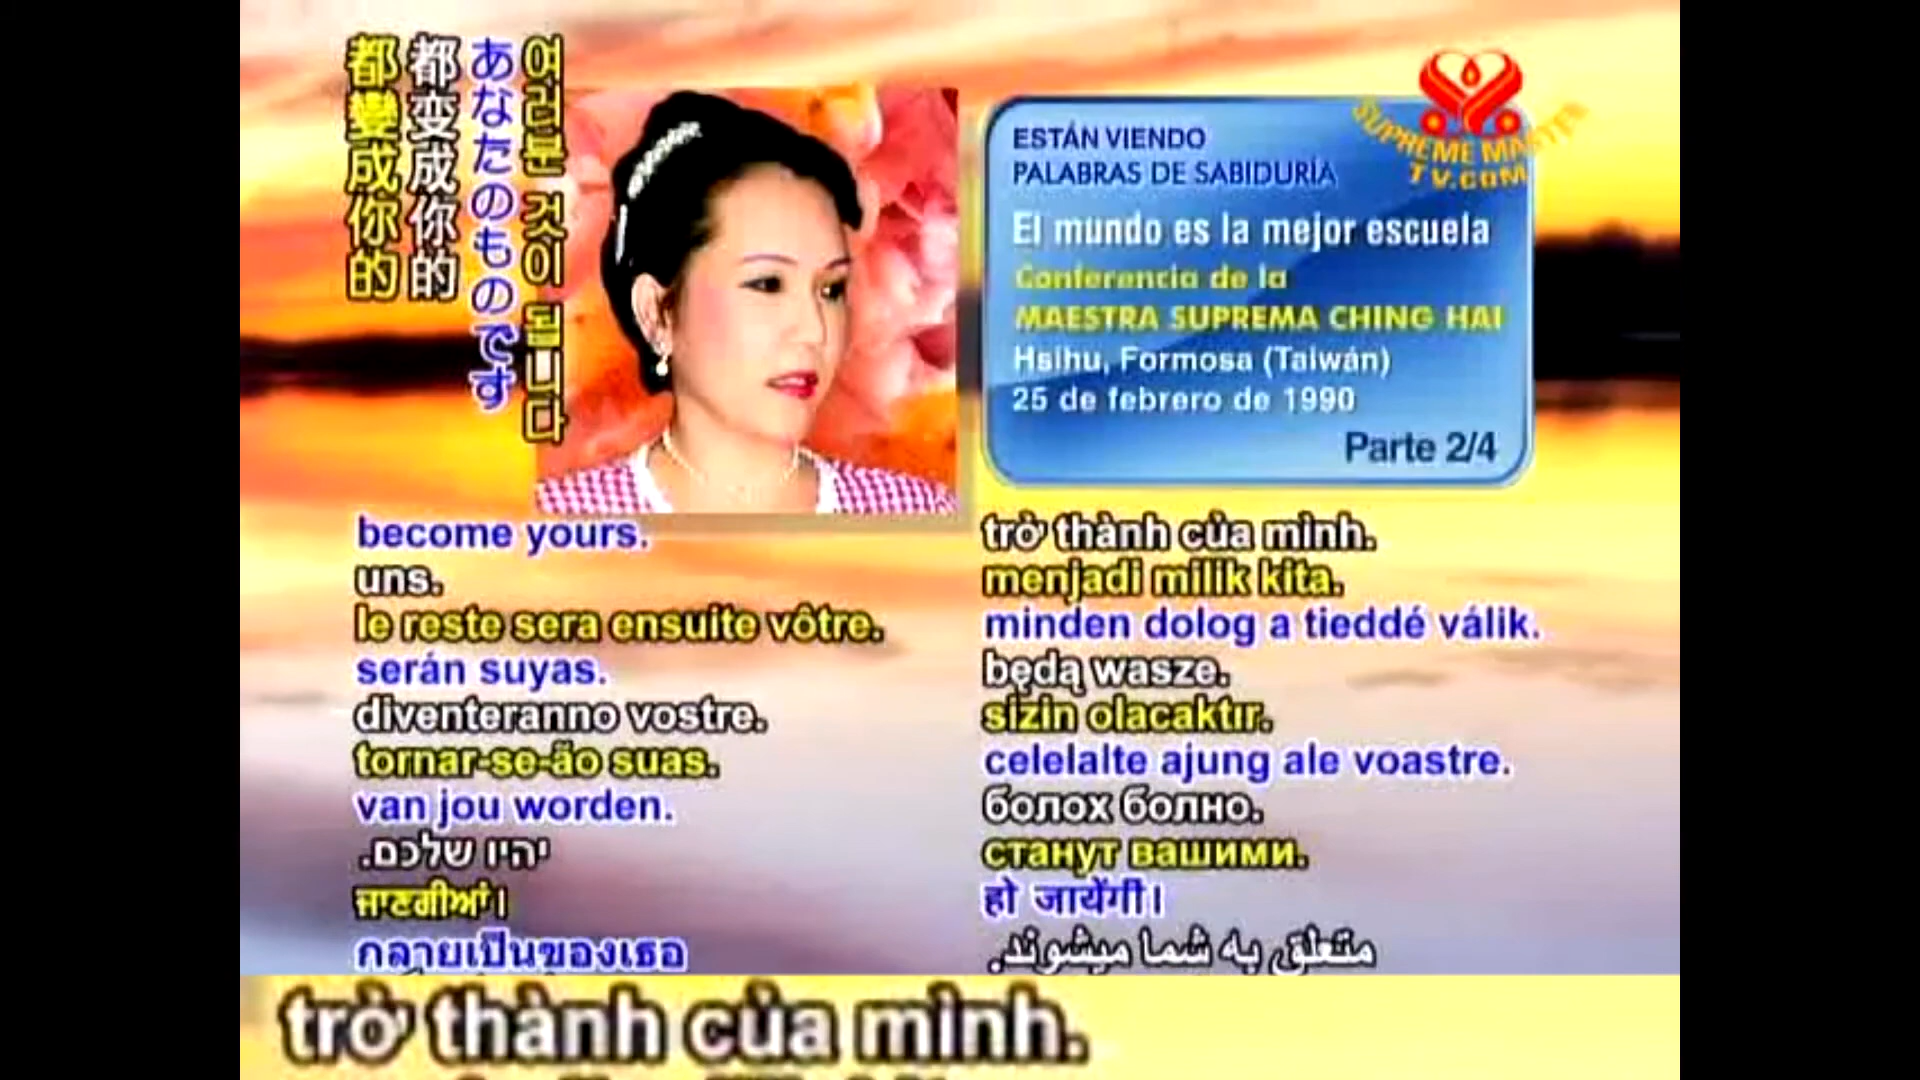 都變成你的
都变成你的
あなたのものです
여러분 것이 될니다
SUPREME MASTER
TV.COM
ESTÁN VIENDO
PALABRAS DE SABIDURÍA
El mundo es la mejor escuela
Conferencia de la
MAESTRA SUPREMA CHING HAI
Hsihu, Formosa (Taiwán)
25 de febrero de 1990
Parte 2/4
become yours.
uns.
le reste sera ensuite vôtre.
serán suyas.
diventeranno vostre.
tornar-se-ão suas.
van jou worden.
יהיו שלכם.
ਜਾਣਗੀਆਂ।
กลายเป็นของเธอ
trở thành của mình.
menjadi milik kita.
minden dolog a tieddé válik.
będą wasze.
sizin olacaktır.
celelalte ajung ale voastre.
болох болно.
станут вашими.
हो जायेंगीं।
متعلق به شما میشوند.
trở thành của mình.